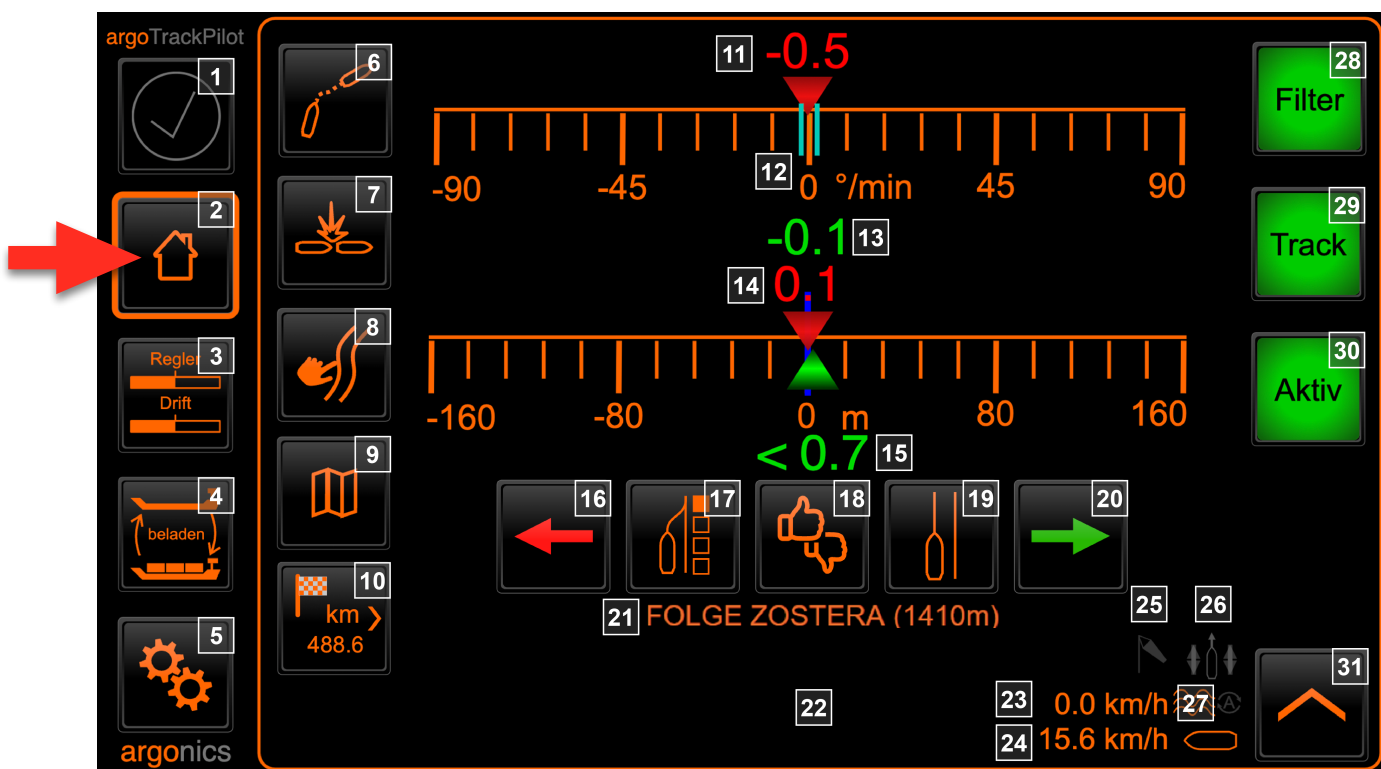 argoTrackPilot
1
2
Regler 3
Drift
4
beladen
5
argonics
6
7
8
9
10
km
488.6
11 -0.5
-90 -45 12 0 °/min 45 90
-0.1 13
14 0.1
-160 -80 0 m 80 160
< 0.7 15
16 17 18 19 20
21 FOLGE ZOSTERA (1410m)
22
25 26
23 0.0 km/h 27 A
24 15.6 km/h
28
Filter
29
Track
30
Aktiv
31